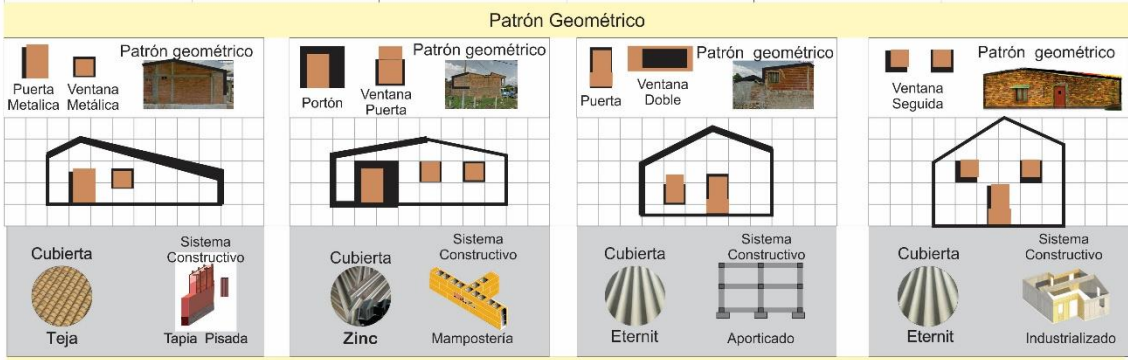 Patrón Geométrico
Patrón geométrico
Puerta
Metalica
Ventana
Metálica
Patrón geométrico
Portón
Ventana
Puerta
Patrón geométrico
Puerta
Ventana
Doble
Patrón geométrico
Ventana
Seguida
Cubierta
Teja
Sistema
Constructivo
Tapia Pisada
Cubierta
Zinc
Sistema
Constructivo
Mampostería
Cubierta
Eternit
Sistema
Constructivo
Aporticado
Cubierta
Eternit
Sistema
Constructivo
Industrializado